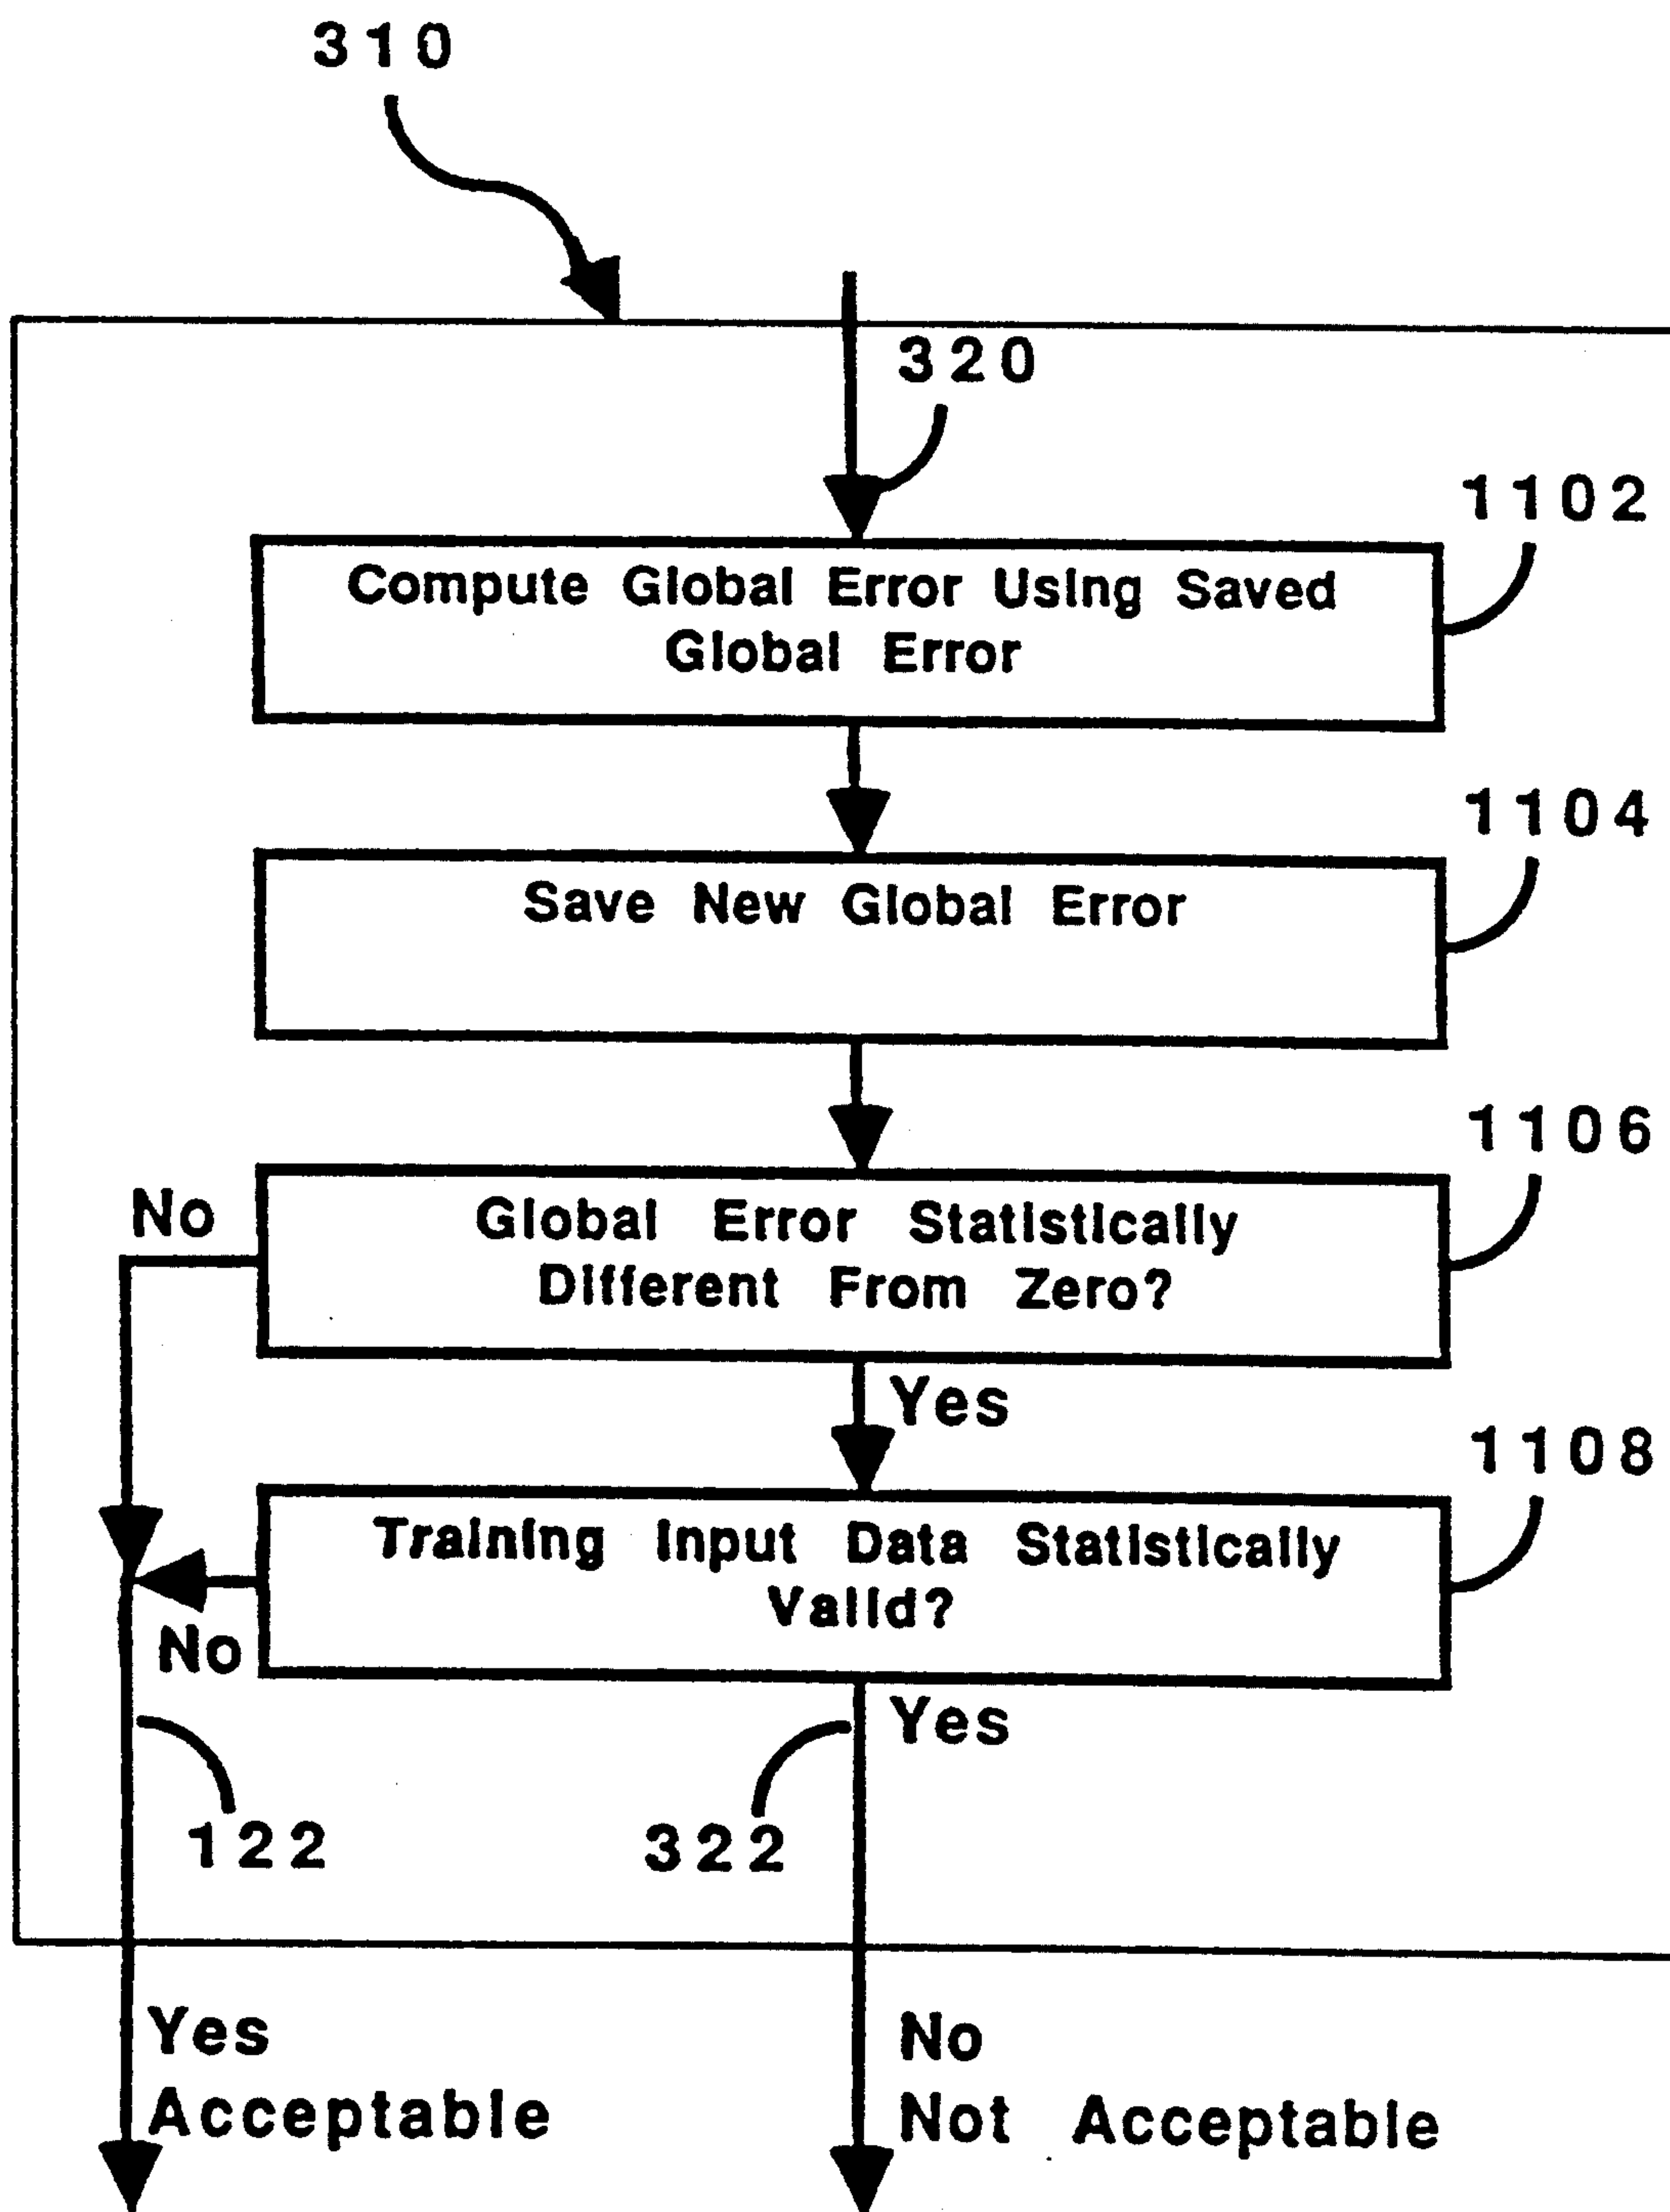 310
320
1102
Compute Global Error Using Saved
Global Error
1104
Save New Global Error
1106
No
Global Error Statistically
Different From Zero?
Yes
1108
Training Input Data Statistically
Valid?
No
Yes
122
322
Yes
Acceptable
No
Not Acceptable